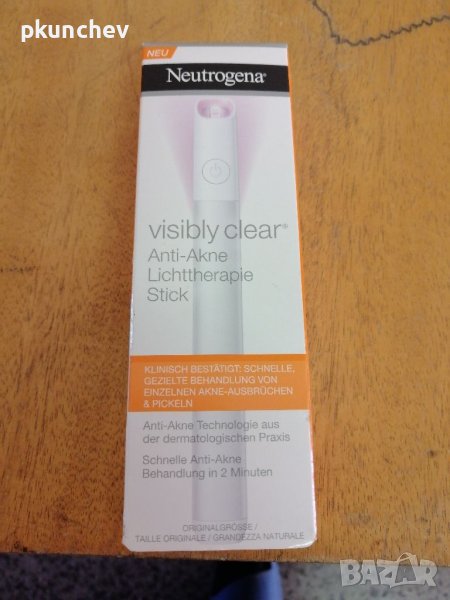 pkunchev
NEU
Neutrogena®
visibly clear®
Anti-Akne
Lichttherapie
Stick
KLINISCH BESTÄTIGT: SCHNELLE,
GEZIELTE BEHANDLUNG VON
EINZELNEN AKNE-AUSBRÜCHEN
& PICKELN
Anti-Akne Technologie aus
der dermatologischen Praxis
Schnelle Anti-Akne
Behandlung in 2 Minuten
ORIGINALGRÖSSE /
TAILLE ORIGINALE / GRANDEZZA NATURALE
BAZAR